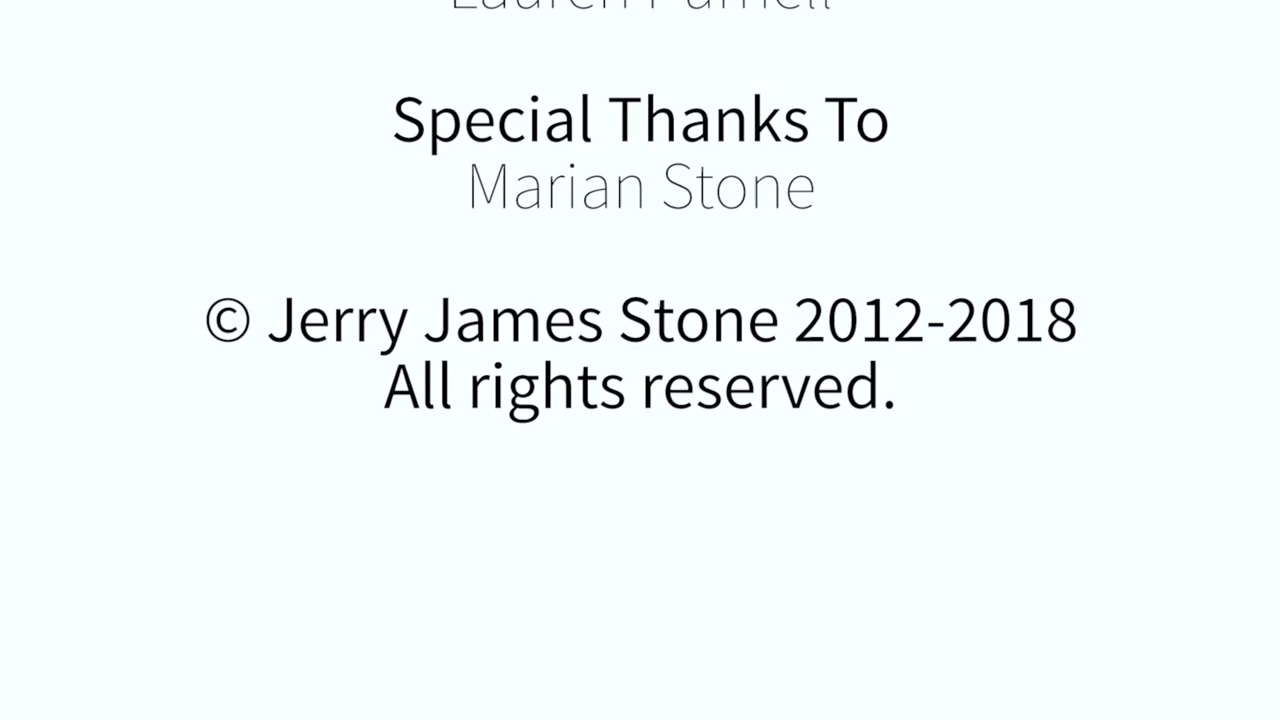 Special Thanks To
Marian Stone
© Jerry James Stone 2012-2018
All rights reserved.